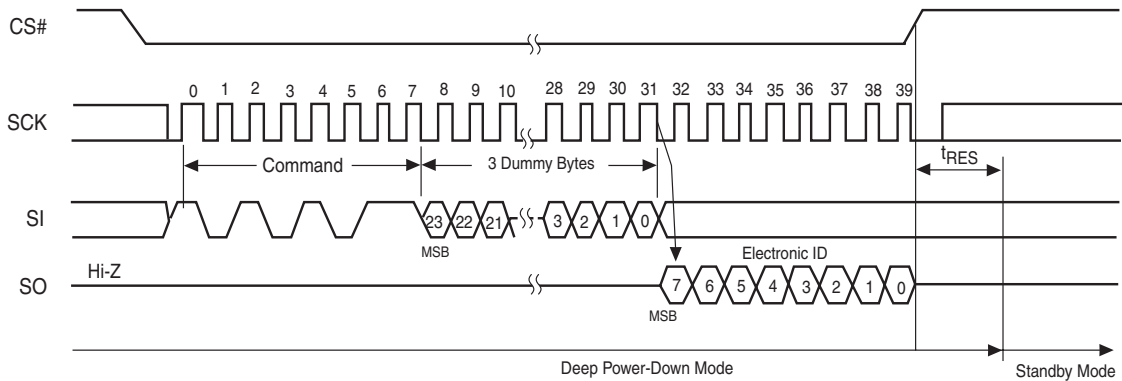 CS#
0 1 2 3 4 5 6 7 8 9 10 28 29 30 31 32 33 34 35 36 37 38 39
SCK
Command 3 Dummy Bytes tRES
SI 23 22 21 3 2 1 0
MSB
Electronic ID
Hi-Z
SO 7 6 5 4 3 2 1 0
MSB
Deep Power-Down Mode Standby Mode